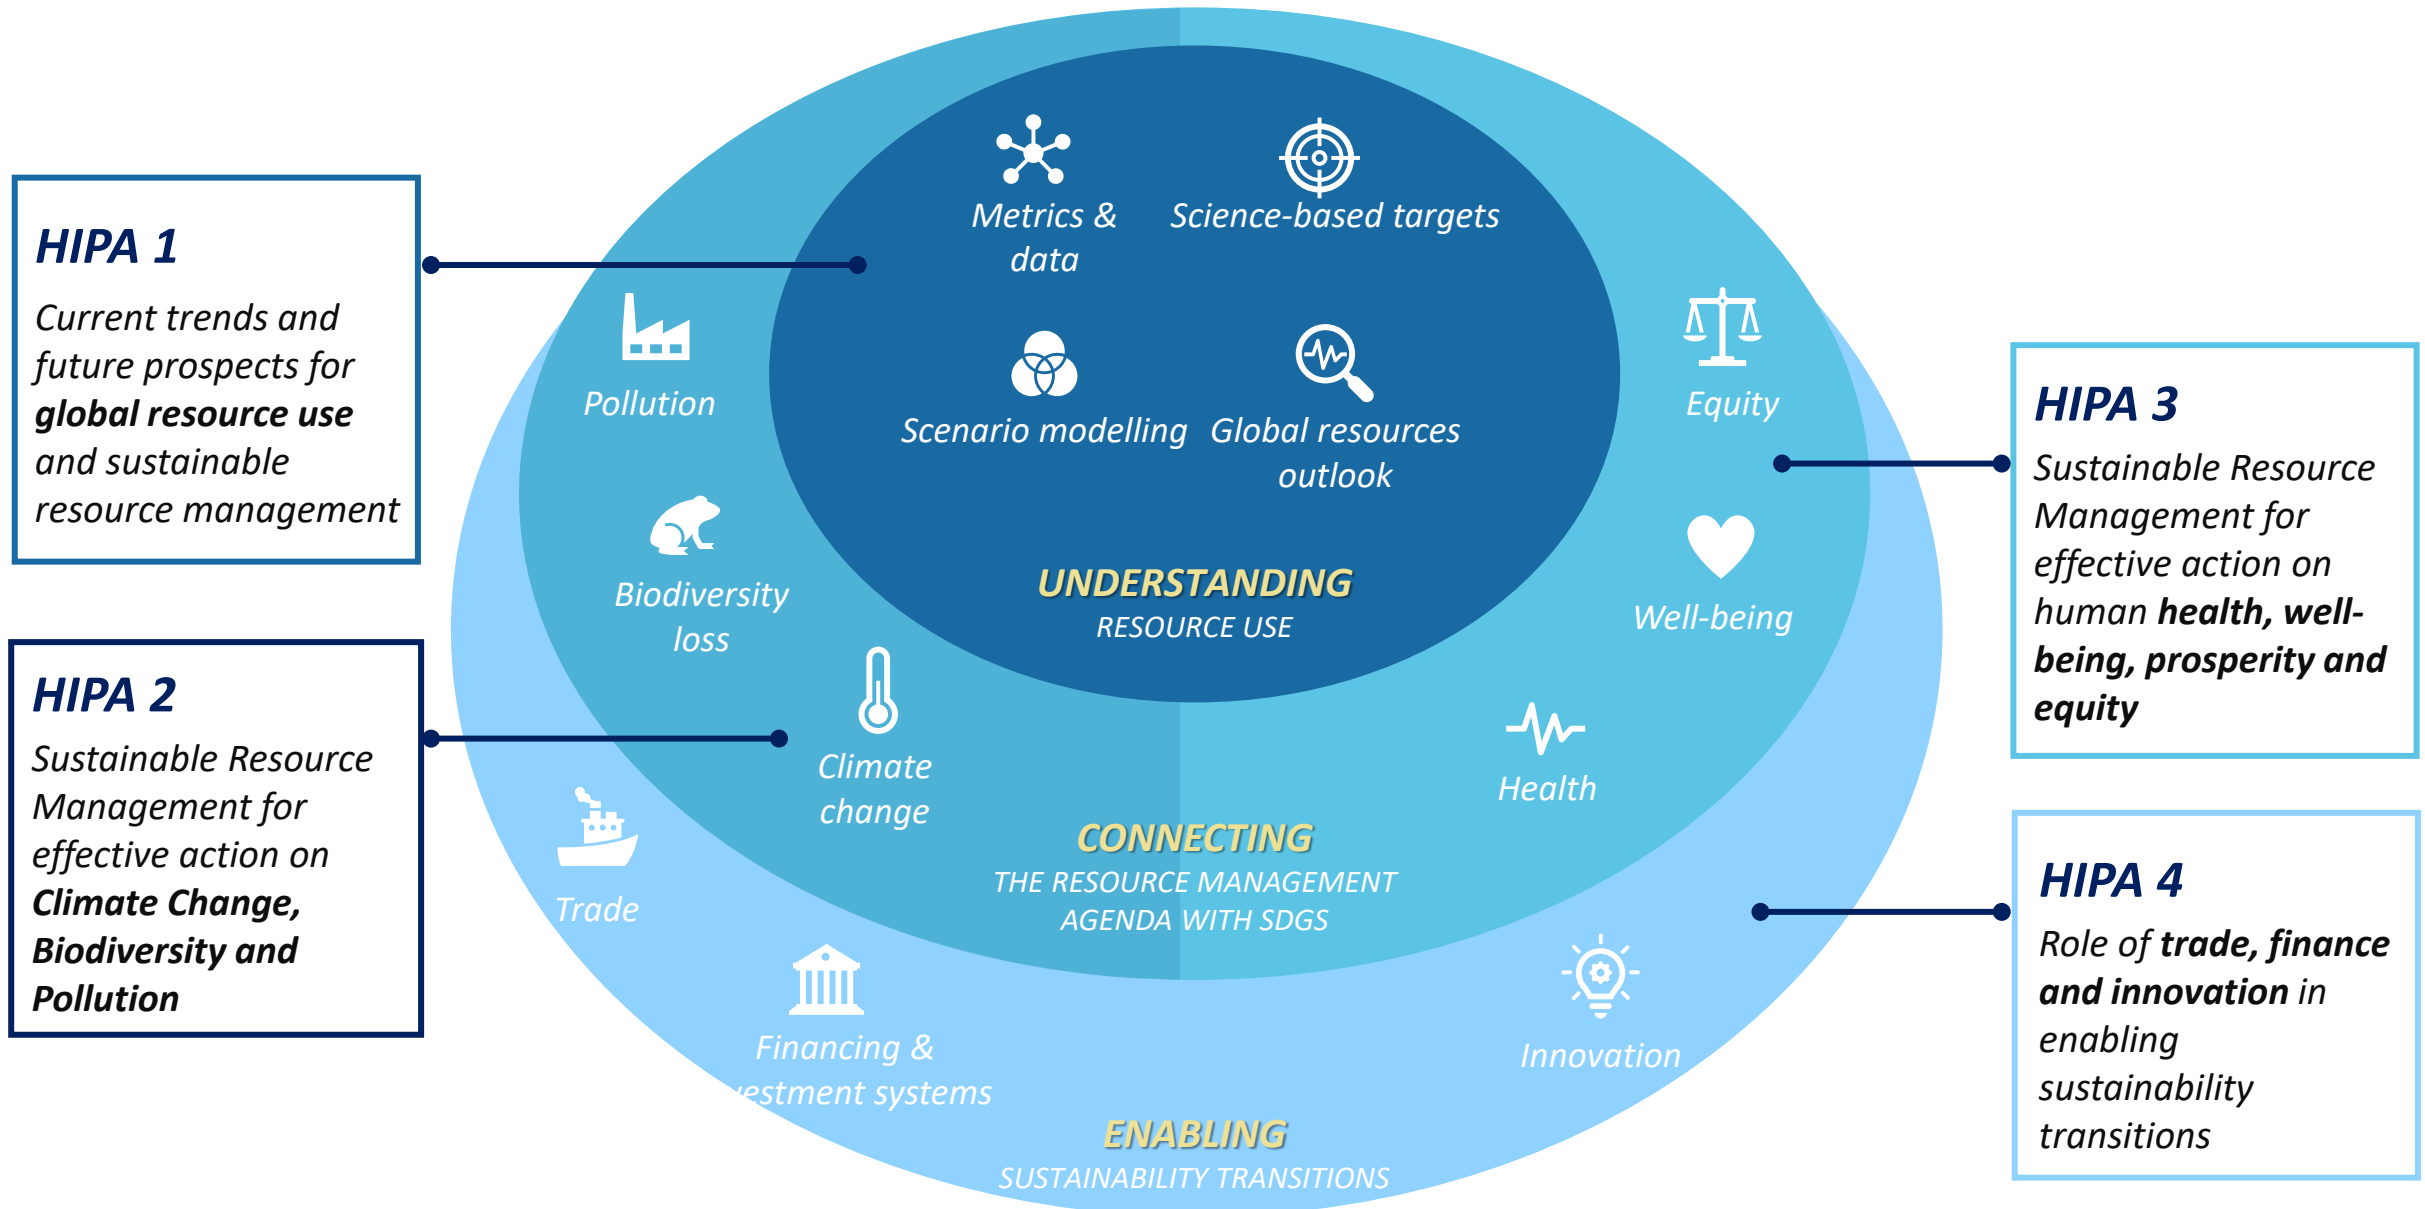 HIPA 1
Current trends and
future prospects for
global resource use
and sustainable
resource management
HIPA 2
Sustainable Resource
Management for
effective action on
Climate Change,
Biodiversity and
Pollution
Metrics &
data
Science-based targets
Scenario modelling
Global resources
outlook
UNDERSTANDING
RESOURCE USE
Pollution
Biodiversity
loss
Climate
change
Equity
Well-being
Health
CONNECTING
THE RESOURCE MANAGEMENT
AGENDA WITH SDGS
Trade
Financing &
systems
Innovation
ENABLING
SUSTAINABILITY TRANSITIONS
HIPA 3
Sustainable Resource
Management for
effective action on
human health, well-
being, prosperity and
equity
HIPA 4
Role of trade, finance
and innovation in
enabling
sustainability
transitions